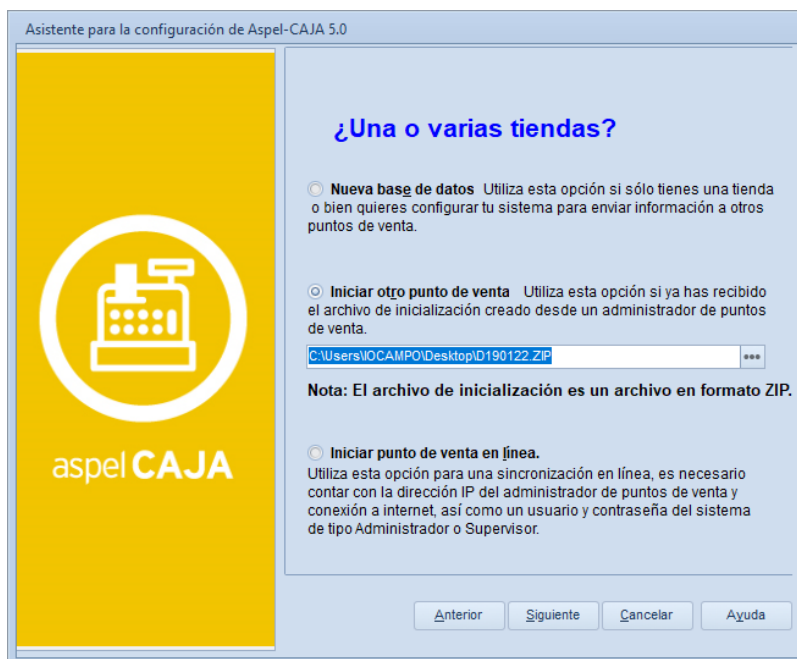 Asistente para la configuración de Aspel-CAJA 5.0
¿Una o varias tiendas?
Nueva base de datos Utiliza esta opción si sólo tienes una tienda
o bien quieres configurar tu sistema para enviar información a otros
puntos de venta.
Iniciar otro punto de venta Utiliza esta opción si ya has recibido
el archivo de inicialización creado desde un administrador de puntos
de venta.
C:\Users\IOCAMPO\Desktop\D190122.ZIP
Nota: El archivo de inicialización es un archivo en formato ZIP.
Iniciar punto de venta en línea.
Utiliza esta opción para una sincronización en línea, es necesario
contar con la dirección IP del administrador de puntos de venta y
conexión a internet, así como un usuario y contraseña del sistema
de tipo Administrador o Supervisor.
aspel CAJA
Anterior Siguiente Cancelar Ayuda